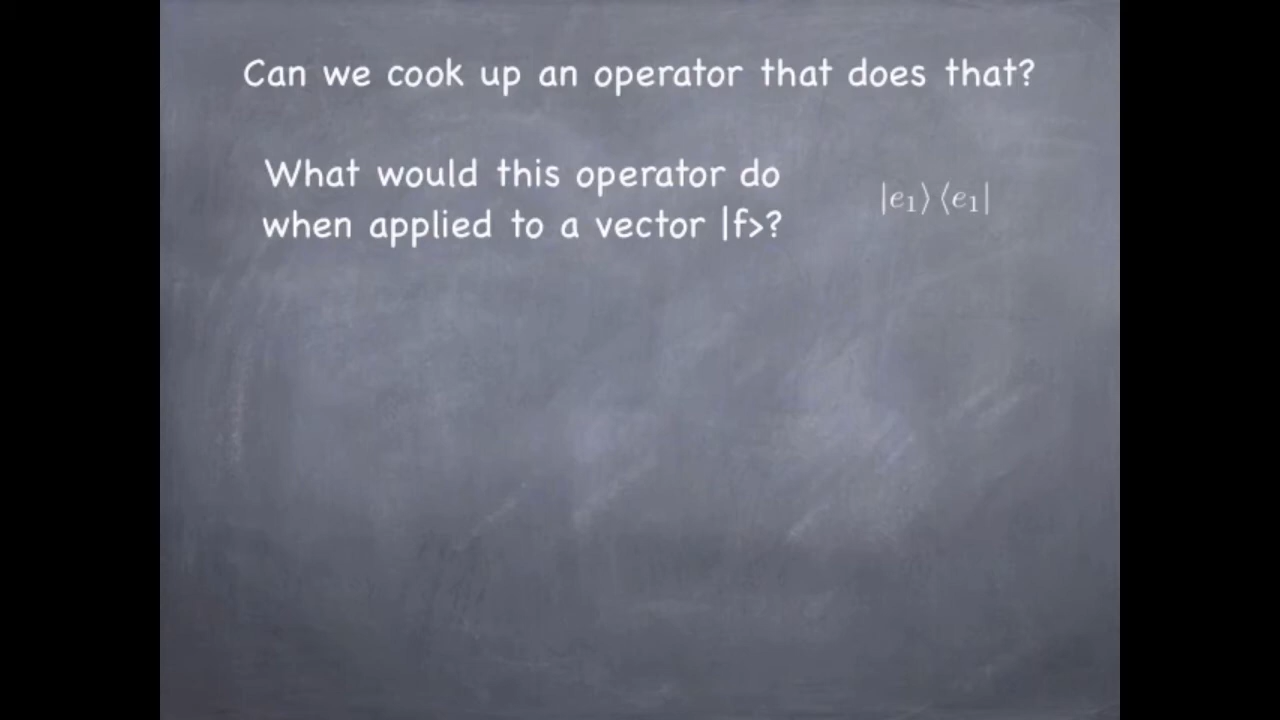 Can we cook up an operator that does that?
What would this operator do
when applied to a vector |f>?
|e₁⟩ ⟨e₁|